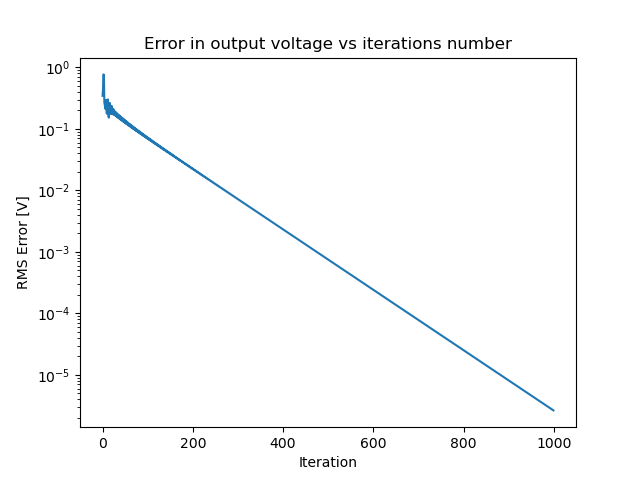 Error in output voltage vs iterations number
10⁰
10⁻¹
10⁻²
10⁻³
10⁻⁴
10⁻⁵
RMS Error [V]
0 200 400 600 800 1000
Iteration